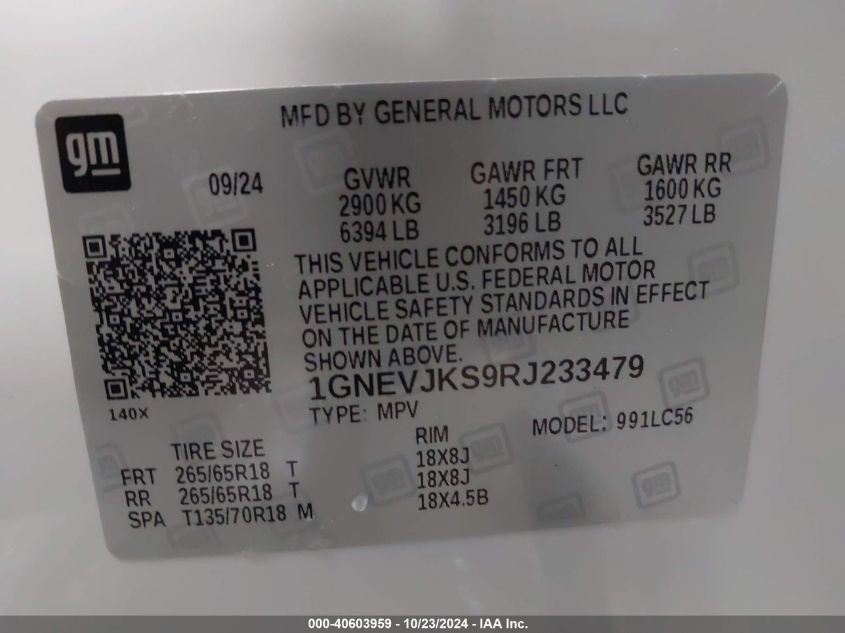 MFD BY GENERAL MOTORS LLC
gm
09/24
GVWR
2900 KG
6394 LB
GAWR FRT
1450 KG
3196 LB
GAWR RR
1600 KG
3527 LB
THIS VEHICLE CONFORMS TO ALL
APPLICABLE U.S. FEDERAL MOTOR
VEHICLE SAFETY STANDARDS IN EFFECT
ON THE DATE OF MANUFACTURE
SHOWN ABOVE.
1GNEVJKS9RJ233479
140X
TYPE: MPV
MODEL: 991LC56
TIRE SIZE
RIM
FRT 265/65R18 T 18X8J
RR 265/65R18 T 18X8J
SPA T135/70R18 M 18X4.5B
000-40603959 - 10/23/2024 - IAA Inc.